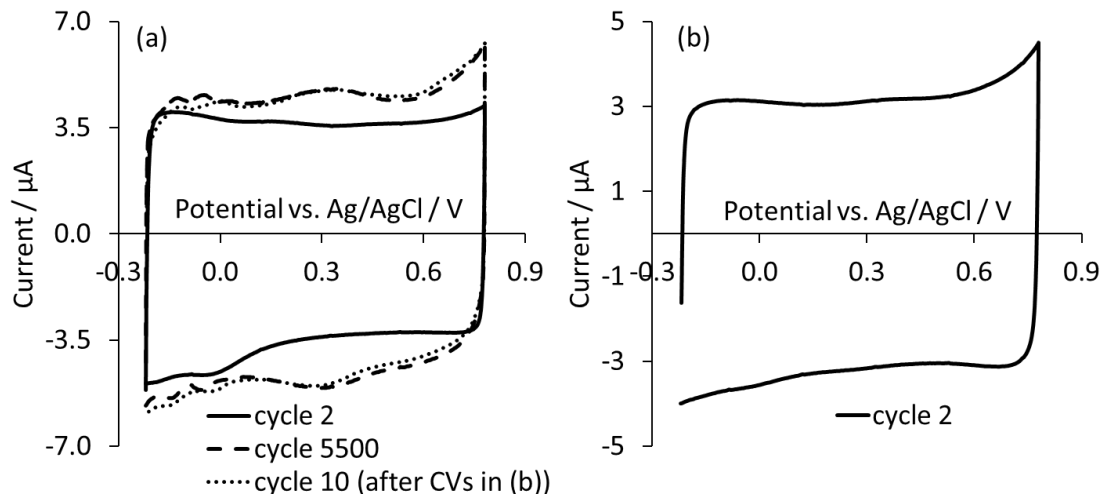 (a)
7.0
3.5
0.0
-3.5
-7.0
Current / µA
Potential vs. Ag/AgCl / V
-0.3
0.0
0.3
0.6
0.9
cycle 2
cycle 5500
cycle 10 (after CVs in (b))
(b)
5
3
1
-1
-3
-5
Current / µA
Potential vs. Ag/AgCl / V
-0.3
0.0
0.3
0.6
0.9
cycle 2